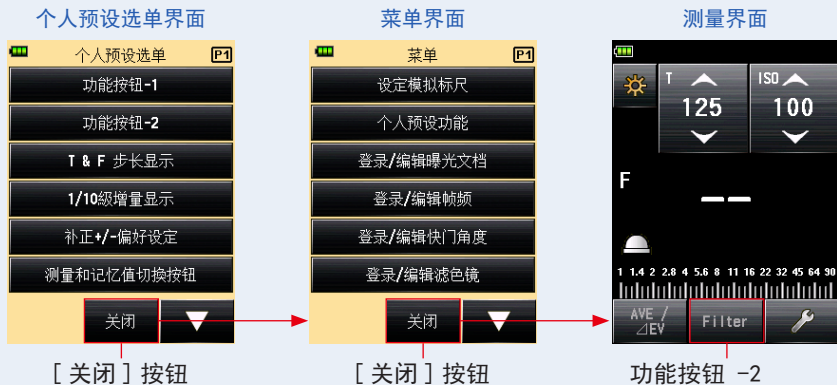 个人预设选单界面
个人预设选单 P1
功能按钮-1
功能按钮-2
T & F 步长显示
1/10級增量显示
补正+/-偏好设定
测量和记忆值切換按钮
关闭
[ 关闭 ] 按钮
菜单界面
菜单 P1
设定模拟标尺
个人预设功能
登录/编辑曝光文档
登录/编辑帧频
登录/编辑快门角度
登录/编辑滤色镜
关闭
[ 关闭 ] 按钮
测量界面
T ISO
125 100
F
1 1.4 2 2.8 4 5.6 8 11 16 22 32 45 64 90
AVE /
⊿EV
Filter
功能按钮 -2